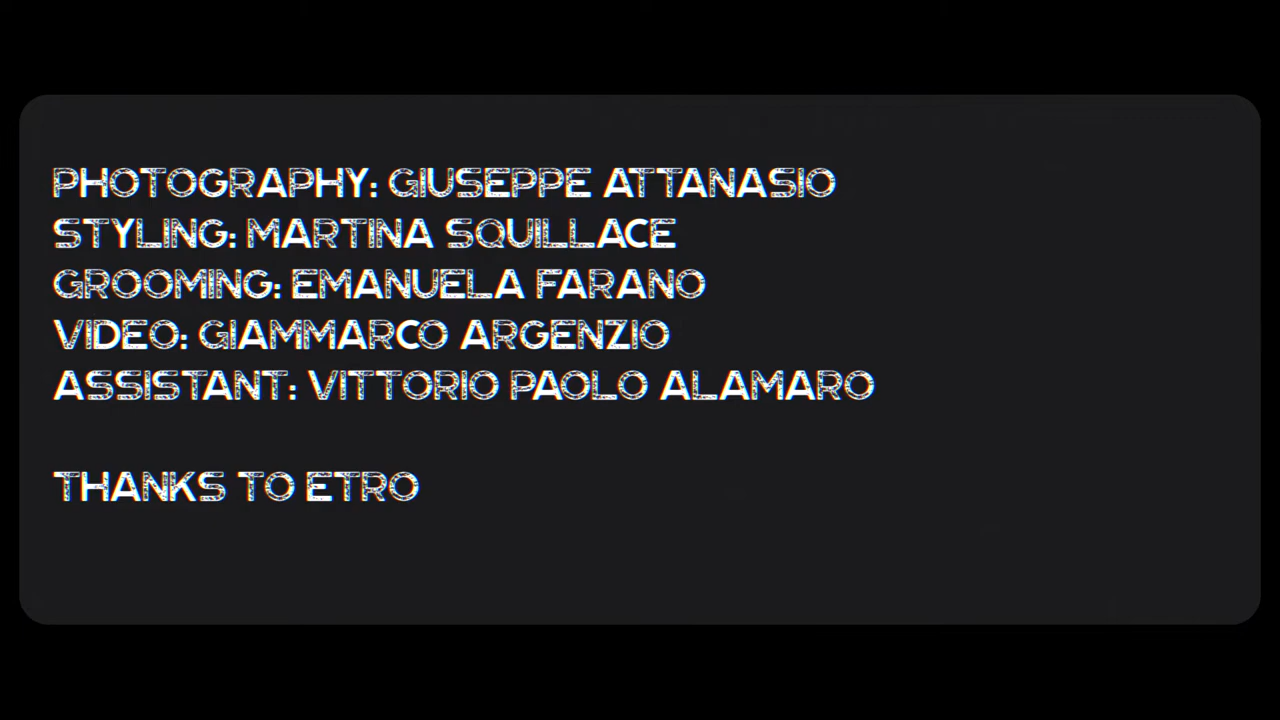 PHOTOGRAPHY: GIUSEPPE ATTANASIO
STYLING: MARTINA SQUILLACE
GROOMING: EMANUELA FARANO
VIDEO: GIAMMARCO ARGENZIO
ASSISTANT: VITTORIO PAOLO ALAMARO
THANKS TO ETRO